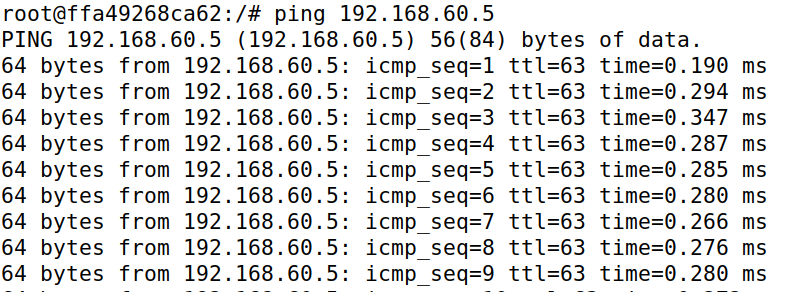 root@ffa49268ca62:/# ping 192.168.60.5
PING 192.168.60.5 (192.168.60.5) 56(84) bytes of data.
64 bytes from 192.168.60.5: icmp_seq=1 ttl=63 time=0.190 ms
64 bytes from 192.168.60.5: icmp_seq=2 ttl=63 time=0.294 ms
64 bytes from 192.168.60.5: icmp_seq=3 ttl=63 time=0.347 ms
64 bytes from 192.168.60.5: icmp_seq=4 ttl=63 time=0.287 ms
64 bytes from 192.168.60.5: icmp_seq=5 ttl=63 time=0.285 ms
64 bytes from 192.168.60.5: icmp_seq=6 ttl=63 time=0.280 ms
64 bytes from 192.168.60.5: icmp_seq=7 ttl=63 time=0.266 ms
64 bytes from 192.168.60.5: icmp_seq=8 ttl=63 time=0.276 ms
64 bytes from 192.168.60.5: icmp_seq=9 ttl=63 time=0.280 ms